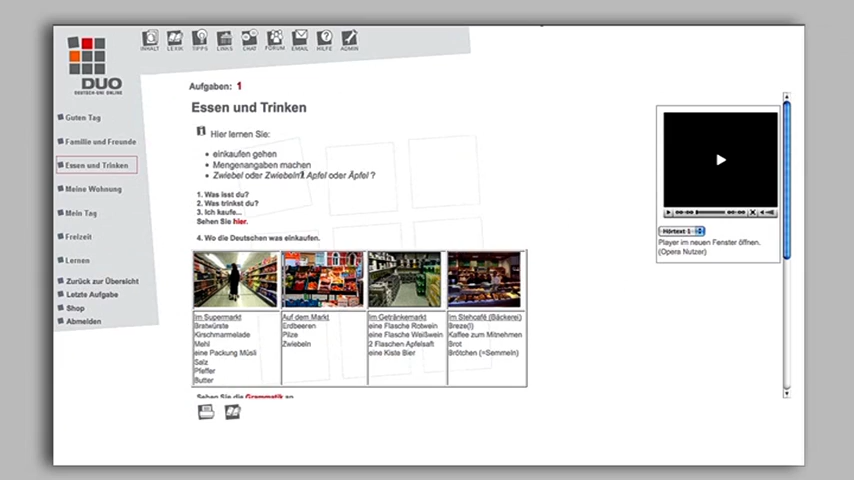 INHALT LEXIK TIPPS LINKS CHAT FORUM EMAIL HILFE ADMIN
DUO
DEUTSCH-UNI ONLINE
Guten Tag
Familie und Freunde
Essen und Trinken
Meine Wohnung
Mein Tag
Freizeit
Lernen
Zurück zur Übersicht
Letzte Aufgabe
Shop
Abmelden
Aufgaben: 1
Essen und Trinken
Hier lernen Sie:
einkaufen gehen
Mengenangaben machen
Zwiebel oder Zwiebeln? Apfel oder Äpfel ?
1. Was isst du?
2. Was trinkst du?
3. Ich kaufe...
Sehen Sie hier.
4. Wo die Deutschen was einkaufen.
Im Supermarkt
Bratwürste
Kirschmarmelade
Mehl
eine Packung Müsli
Salz
Pfeffer
Butter
Auf dem Markt
Erdbeeren
Pilze
Zwiebeln
Im Getränkemarkt
eine Flasche Rotwein
eine Flasche Weißwein
2 Flaschen Apfelsaft
eine Kiste Bier
Im Stehcafé (Bäckerei)
Breze(l)
Kaffee zum Mitnehmen
Brot
Brötchen (=Semmeln)
Sehen Sie die Grammatik an
Hörtext 1
Player im neuen Fenster öffnen.
(Opera Nutzer)